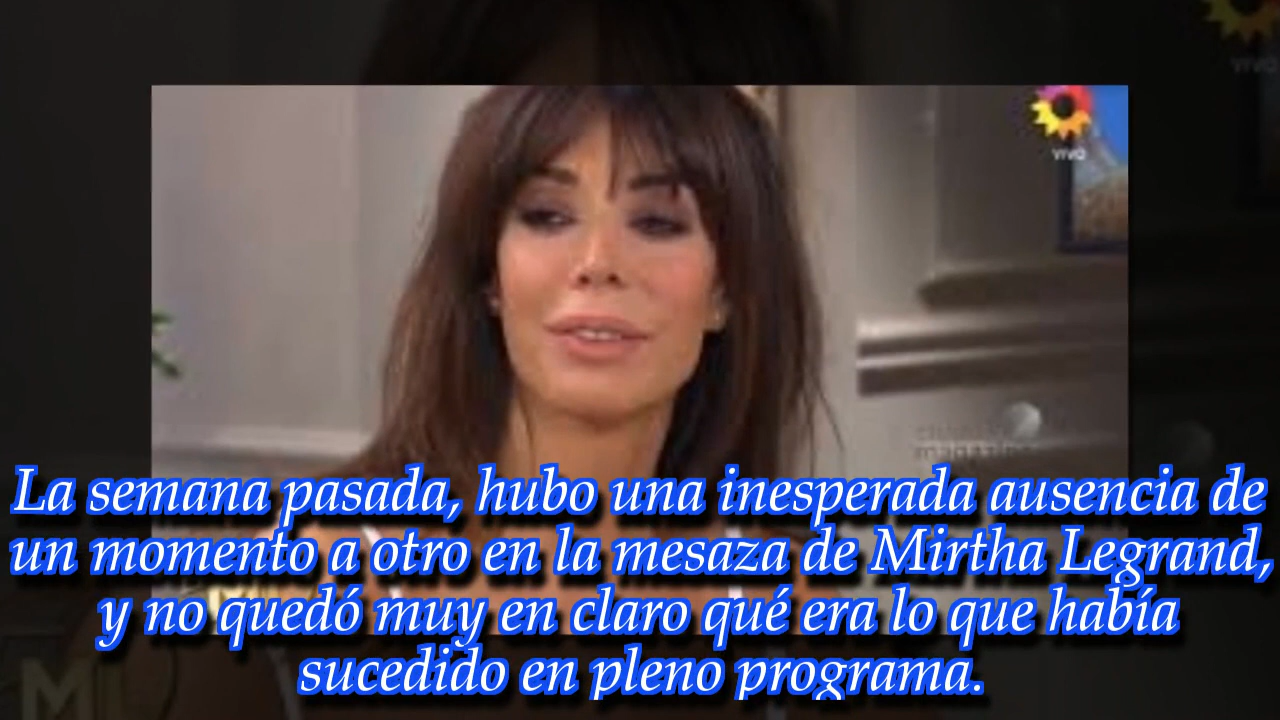 VIVO
La semana pasada, hubo una inesperada ausencia de
un momento a otro en la mesaza de Mirtha Legrand,
y no quedó muy en claro qué era lo que había
sucedido en pleno programa.